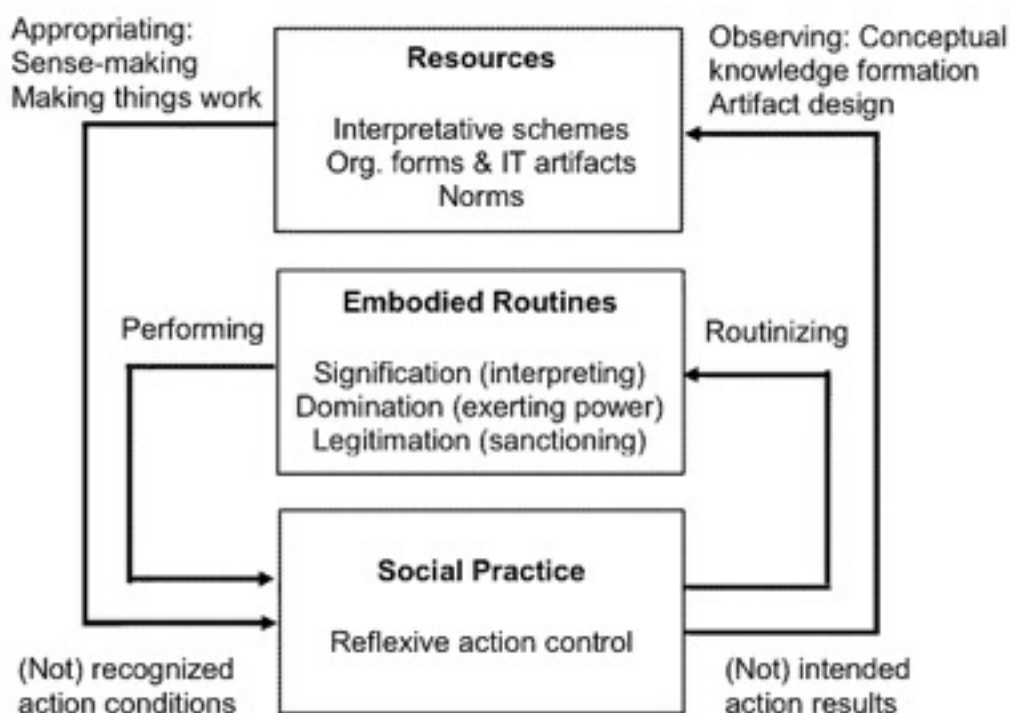 Appropriating:
Sense-making
Making things work
Resources
Interpretative schemes
Org. forms & IT artifacts
Norms
Observing: Conceptual
knowledge formation
Artifact design
Performing
Embodied Routines
Signification (interpreting)
Domination (exerting power)
Legitimation (sanctioning)
Routinizing
Social Practice
Reflexive action control
(Not) recognized
action conditions
(Not) intended
action results